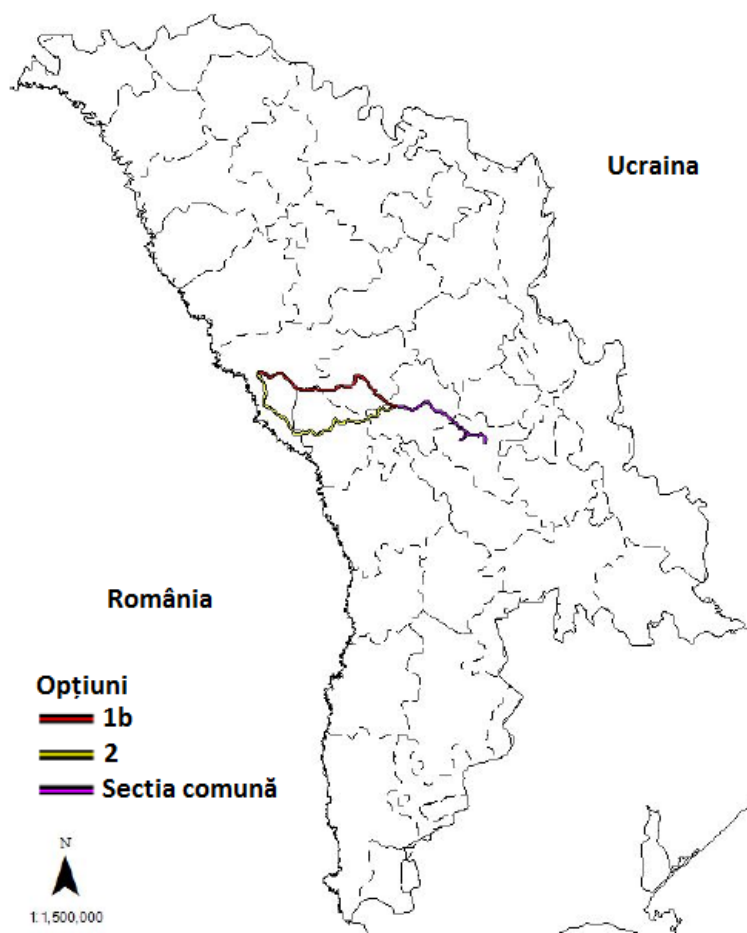 Ucraina
România
Opțiuni
1b
2
Sectia comună
N
1:1,500,000